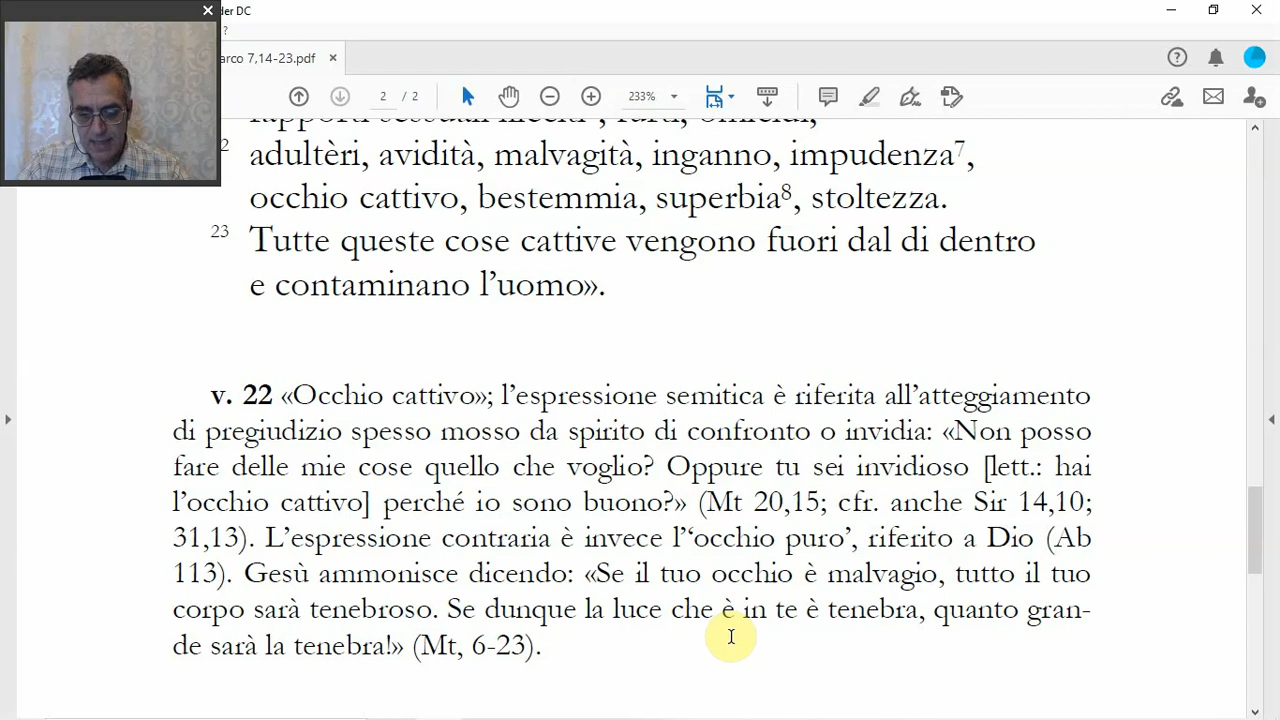 der DC
?
arco 7,14-23.pdf ×
2 / 2 233%
adultèri, avidità, malvagità, inganno, impudenza7,
occhio cattivo, bestemmia, superbia8, stoltezza.
23 Tutte queste cose cattive vengono fuori dal di dentro
e contaminano l’uomo».
v. 22 «Occhio cattivo»; l’espressione semitica è riferita all’atteggiamento
di pregiudizio spesso mosso da spirito di confronto o invidia: «Non posso
fare delle mie cose quello che voglio? Oppure tu sei invidioso [lett.: hai
l’occhio cattivo] perché io sono buono?» (Mt 20,15; cfr. anche Sir 14,10;
31,13). L’espressione contraria è invece l’‘occhio puro’, riferito a Dio (Ab
113). Gesù ammonisce dicendo: «Se il tuo occhio è malvagio, tutto il tuo
corpo sarà tenebroso. Se dunque la luce che è in te è tenebra, quanto gran-
de sarà la tenebra!» (Mt, 6-23).